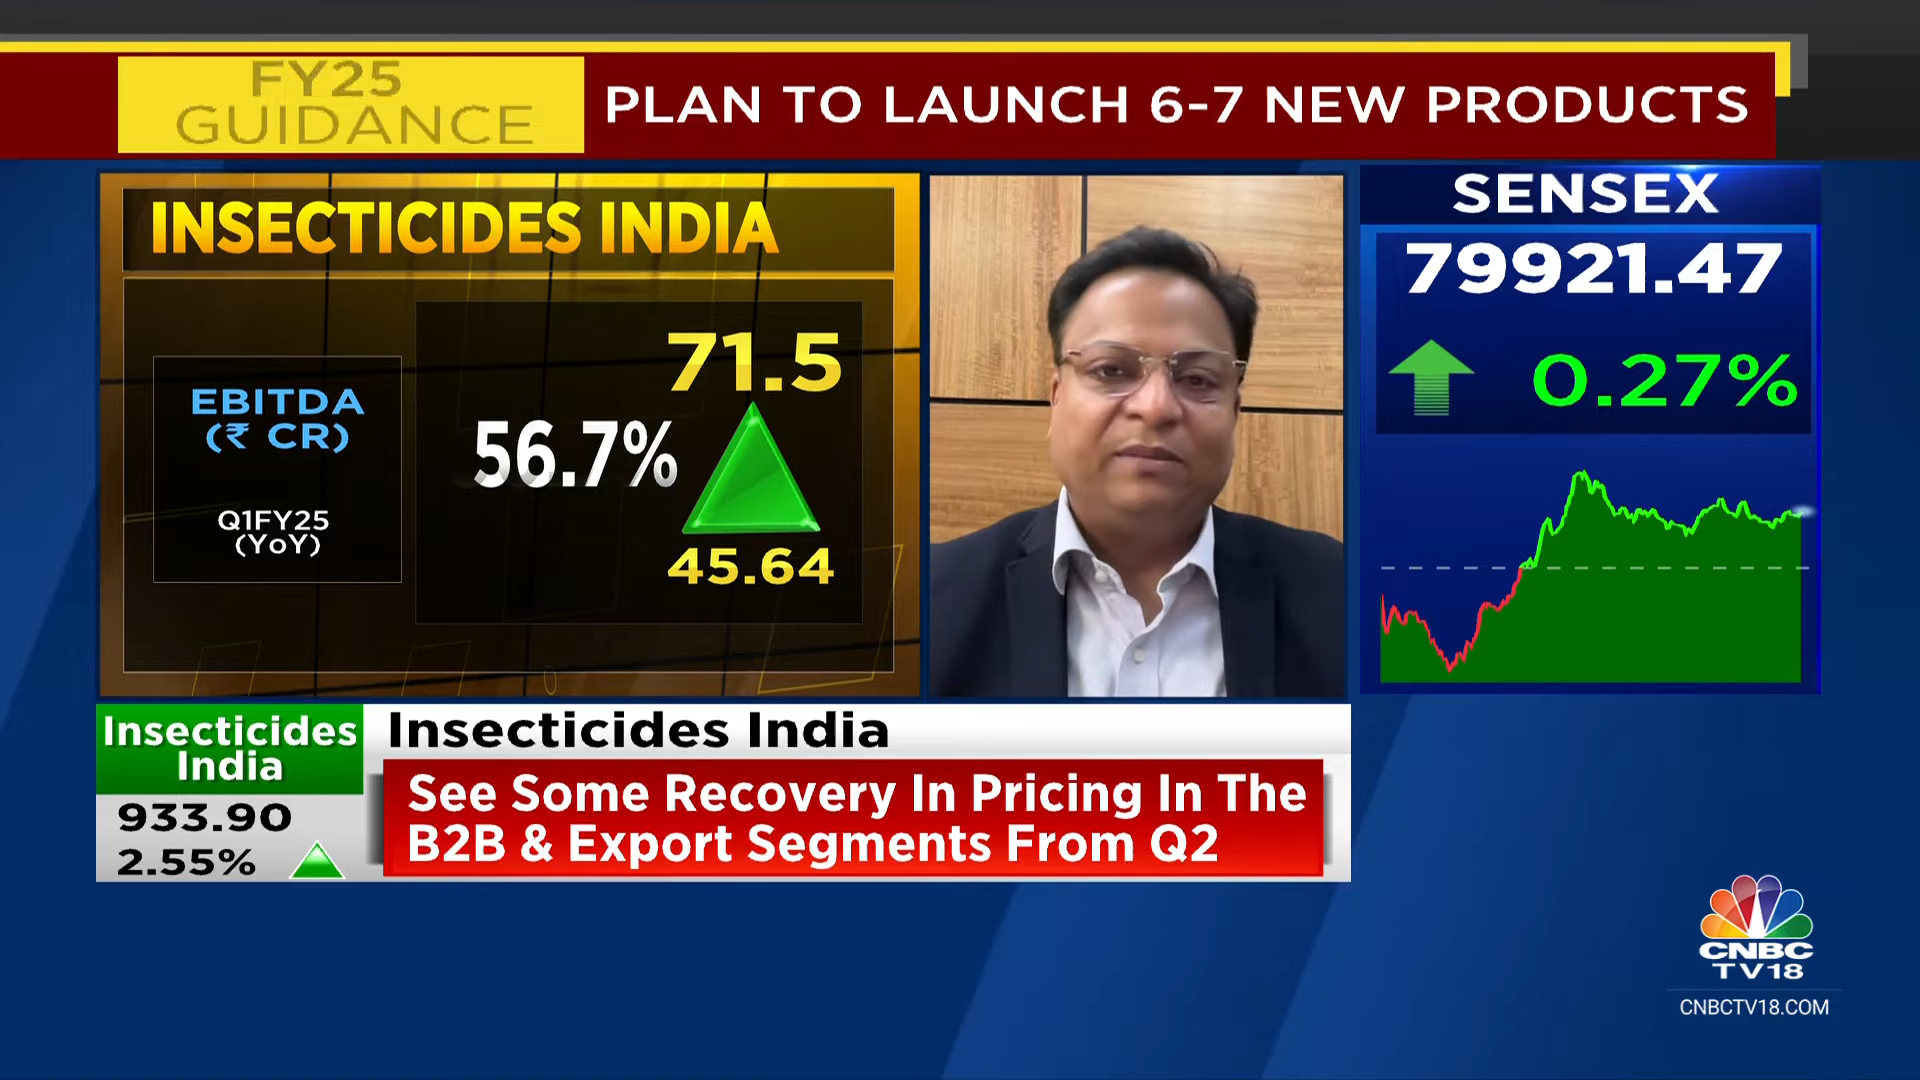 FY25
GUIDANCE
PLAN TO LAUNCH 6-7 NEW PRODUCTS
INSECTICIDES INDIA
EBITDA
(₹ CR)
Q1FY25
(YoY)
71.5
56.7%
45.64
SENSEX
79921.47
0.27%
Insecticides
India
933.90
2.55%
Insecticides India
See Some Recovery In Pricing In The
B2B & Export Segments From Q2
CNBC
TV18
CNBCTV18.COM